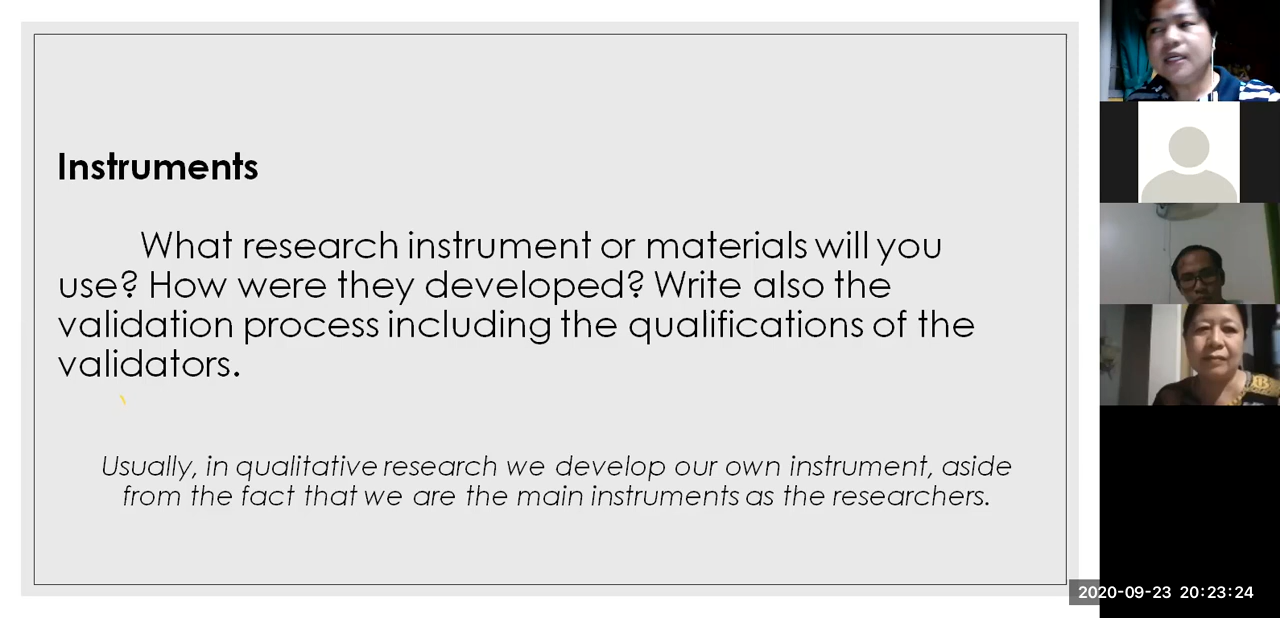 Instruments
What research instrument or materials will you
use? How were they developed? Write also the
validation process including the qualifications of the
validators.
Usually, in qualitative research we develop our own instrument, aside
from the fact that we are the main instruments as the researchers.
2020-09-23 20:23:24